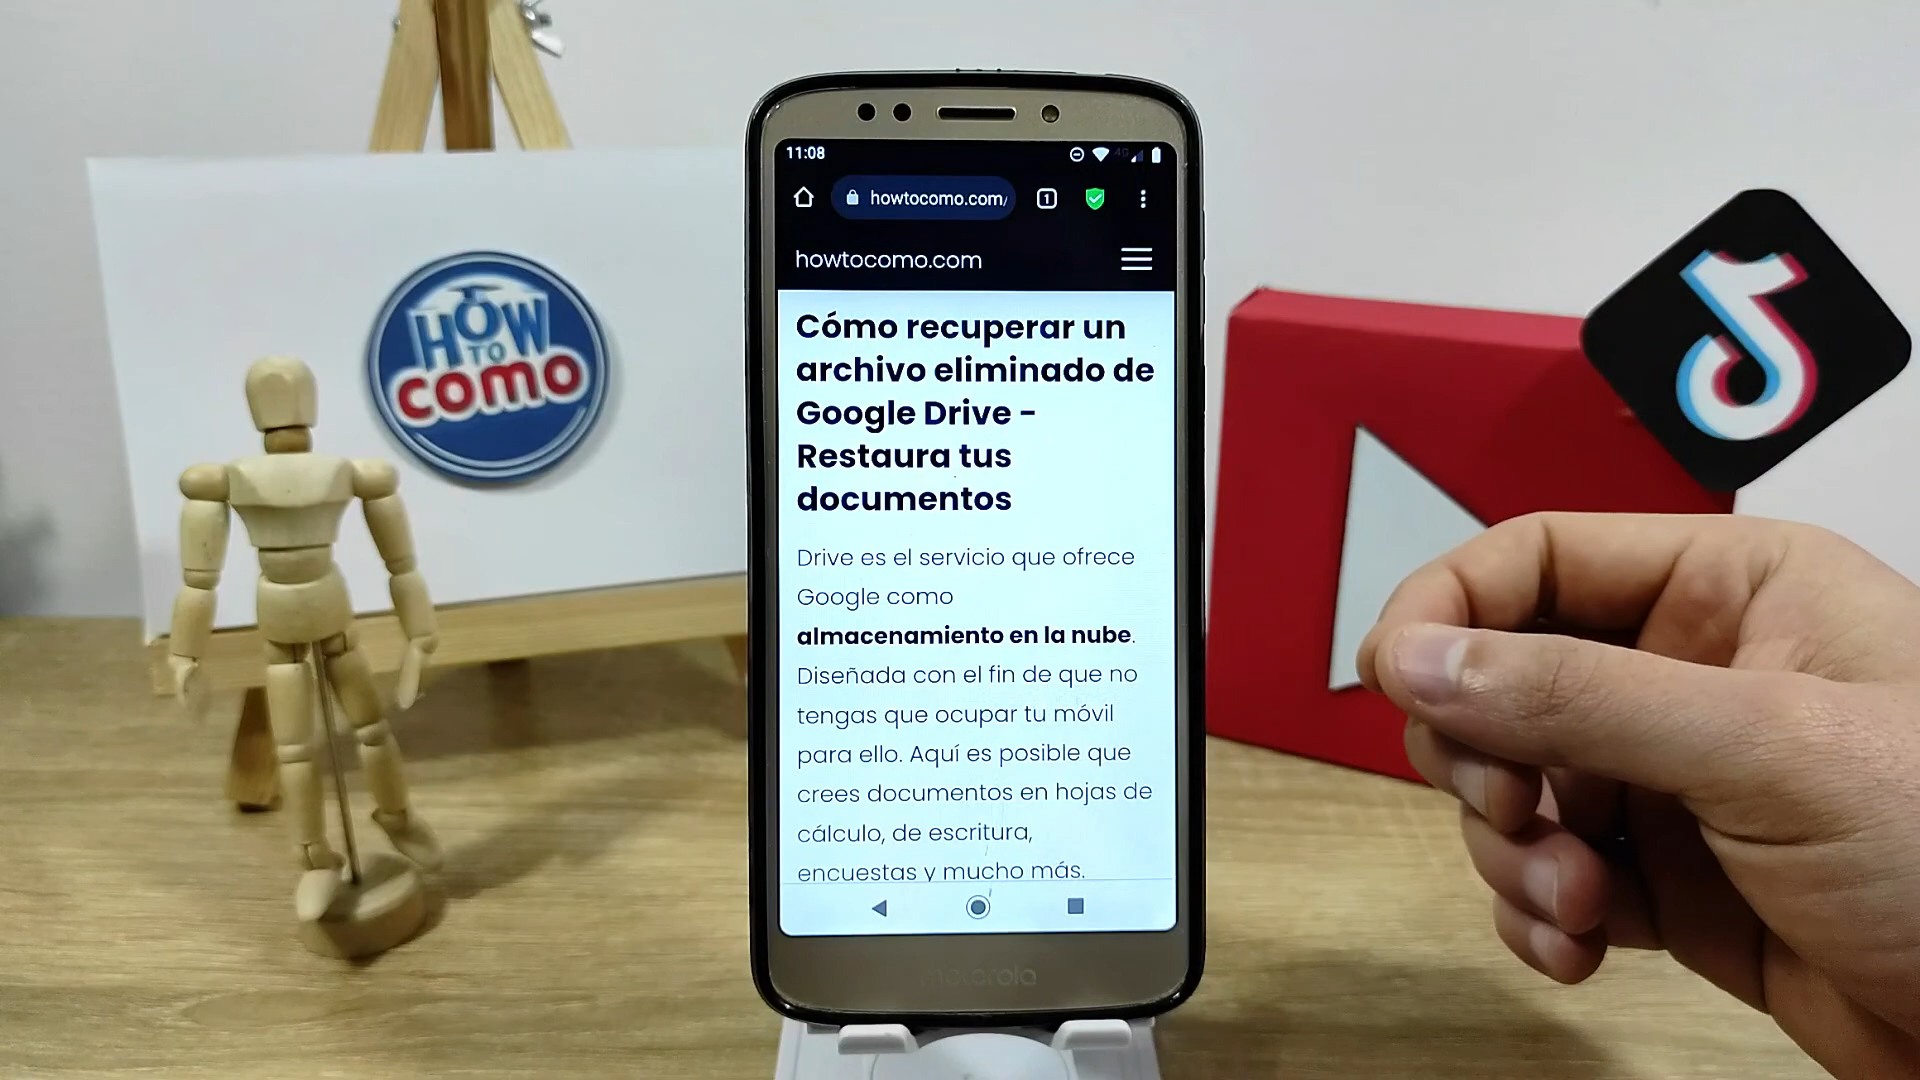 HOW
TO
como
11:08
4G
howtocomo.com/
1
howtocomo.com
Cómo recuperar un
archivo eliminado de
Google Drive -
Restaura tus
documentos
Drive es el servicio que ofrece
Google como
almacenamiento en la nube.
Diseñada con el fin de que no
tengas que ocupar tu móvil
para ello. Aquí es posible que
crees documentos en hojas de
cálculo, de escritura,
encuestas y mucho más.
motorola